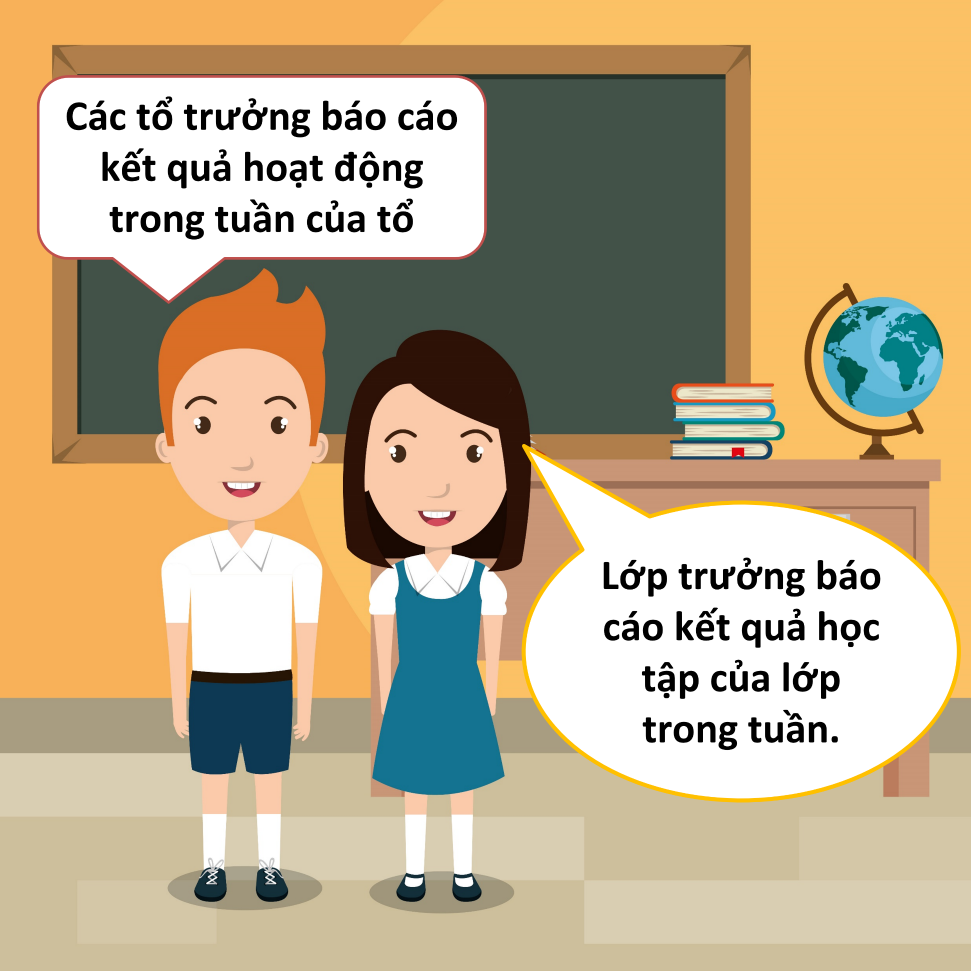 Các tổ trưởng báo cáo
kết quả hoạt động
trong tuần của tổ
Lớp trưởng báo
cáo kết quả học
tập của lớp
trong tuần.